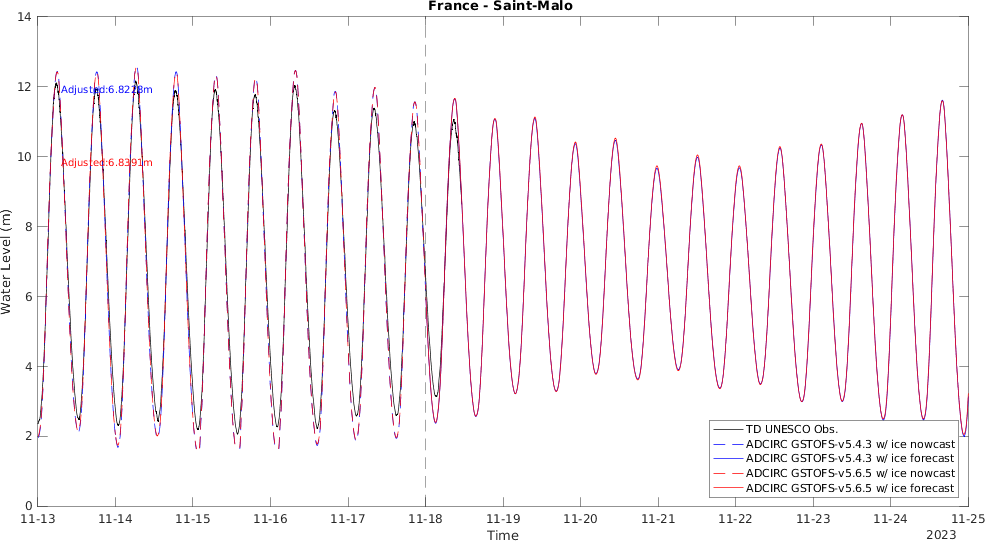 France - Saint-Malo
14
12
10
8
6
4
2
0
Water Level (m)
Adjusted:6.8228m
Adjusted:6.8391m
TD UNESCO Obs.
ADCIRC GSTOFS-v5.4.3 w/ ice nowcast
ADCIRC GSTOFS-v5.4.3 w/ ice forecast
ADCIRC GSTOFS-v5.6.5 w/ ice nowcast
ADCIRC GSTOFS-v5.6.5 w/ ice forecast
11-13 11-14 11-15 11-16 11-17 11-18 11-19 11-20 11-21 11-22 11-23 11-24 11-25
Time
2023